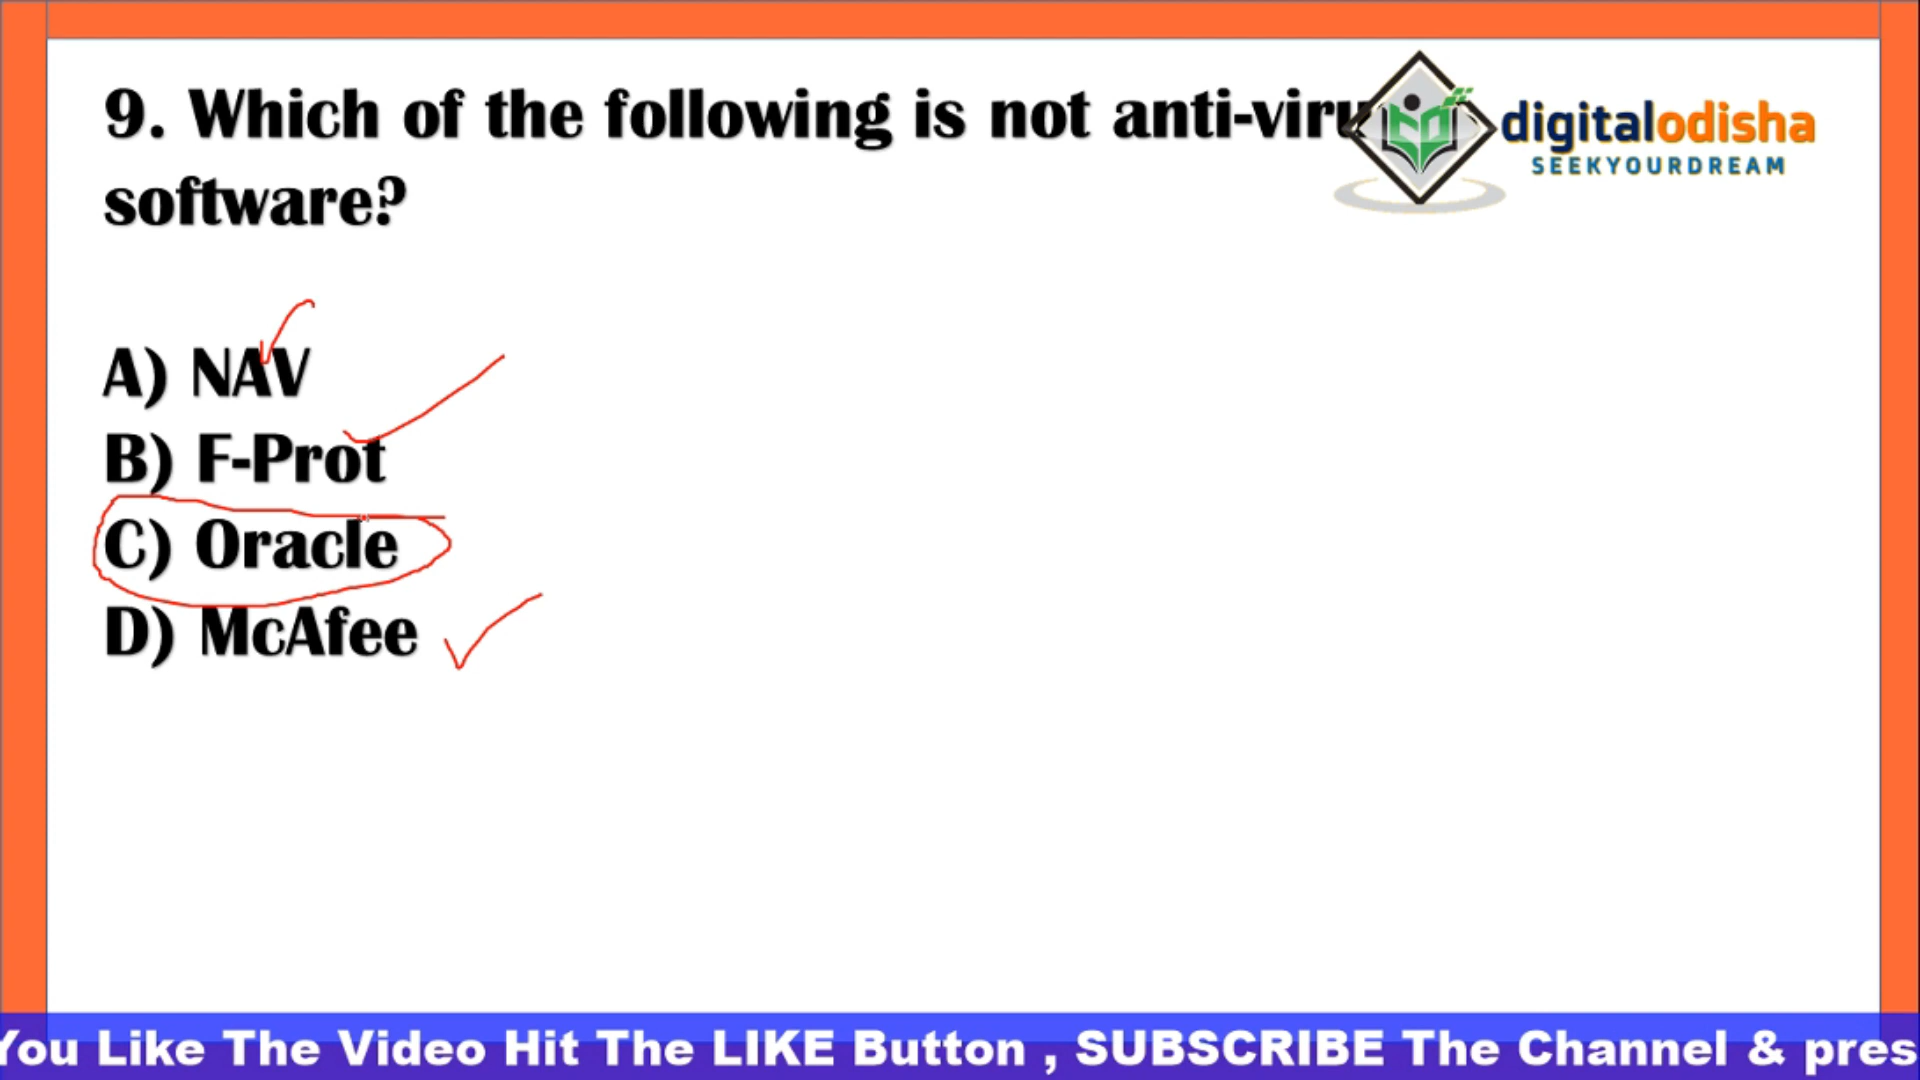 9. Which of the following is not anti-viru
software?
digitalodisha
SEEKYOURDREAM
A) NAV
B) F-Prot
C) Oracle
D) McAfee
You Like The Video Hit The LIKE Button , SUBSCRIBE The Channel & pres